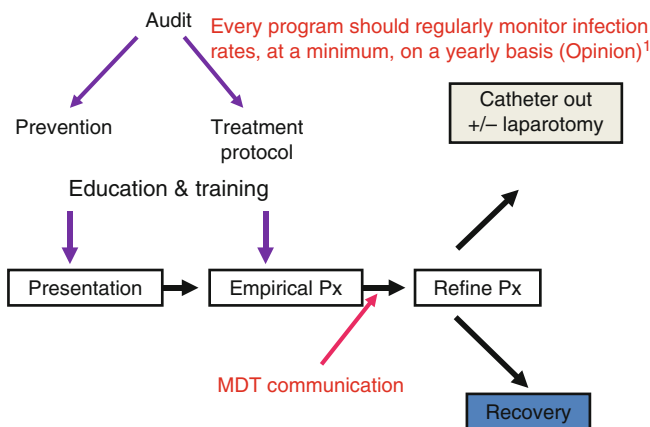 Audit
Every program should regularly monitor infection
rates, at a minimum, on a yearly basis (Opinion)1
Catheter out
+/– laparotomy
Prevention
Treatment
protocol
Education & training
Presentation
Empirical Px
Refine Px
MDT communication
Recovery